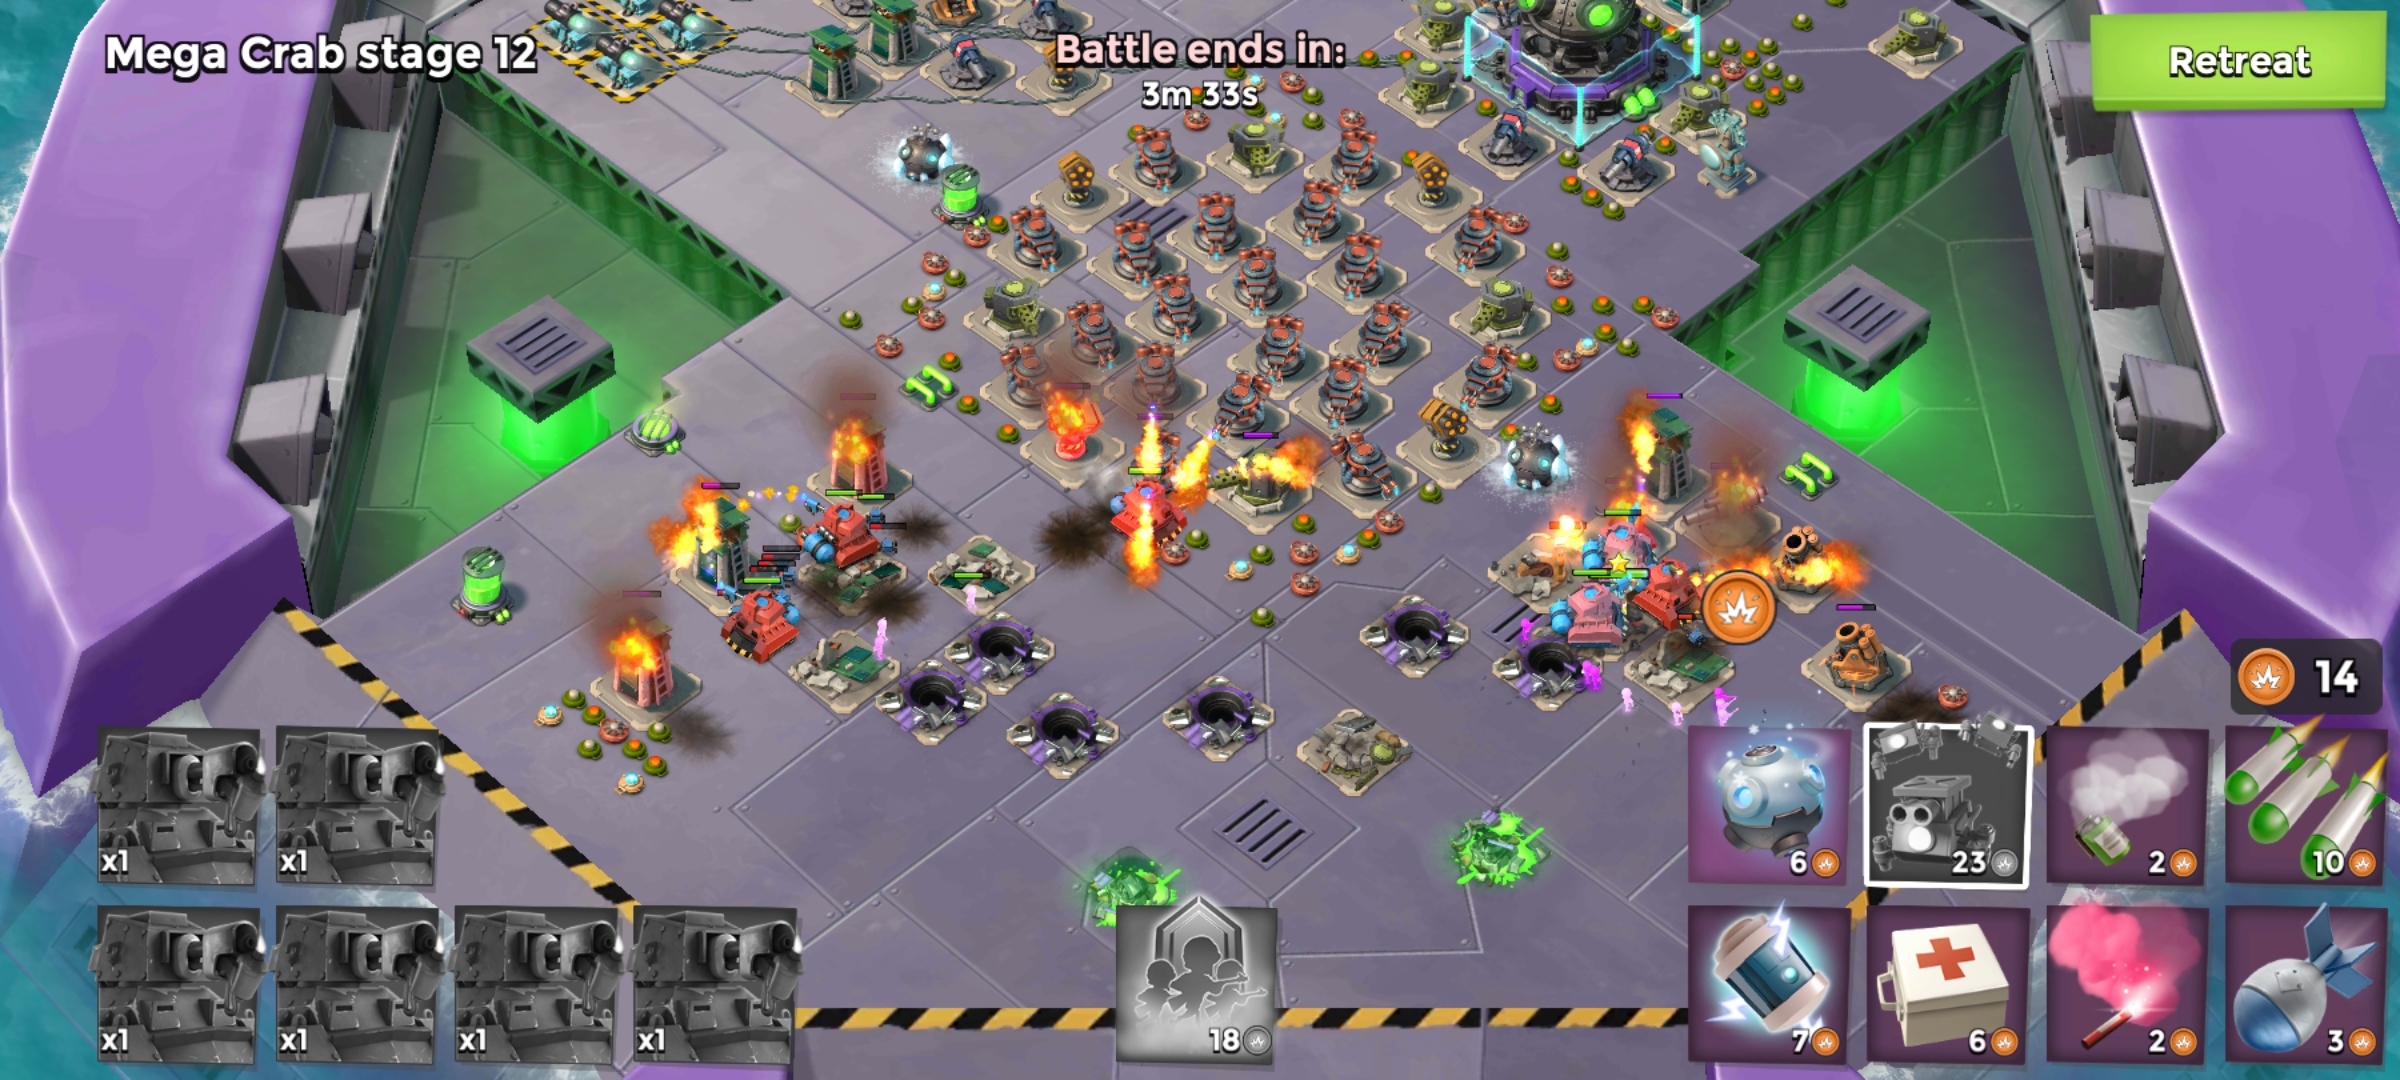 Mega Crab stage 12
Battle ends in:
3m 33s
Retreat
14
x1
x1
6
23
2
10
x1
x1
x1
x1
18
7
6
2
3